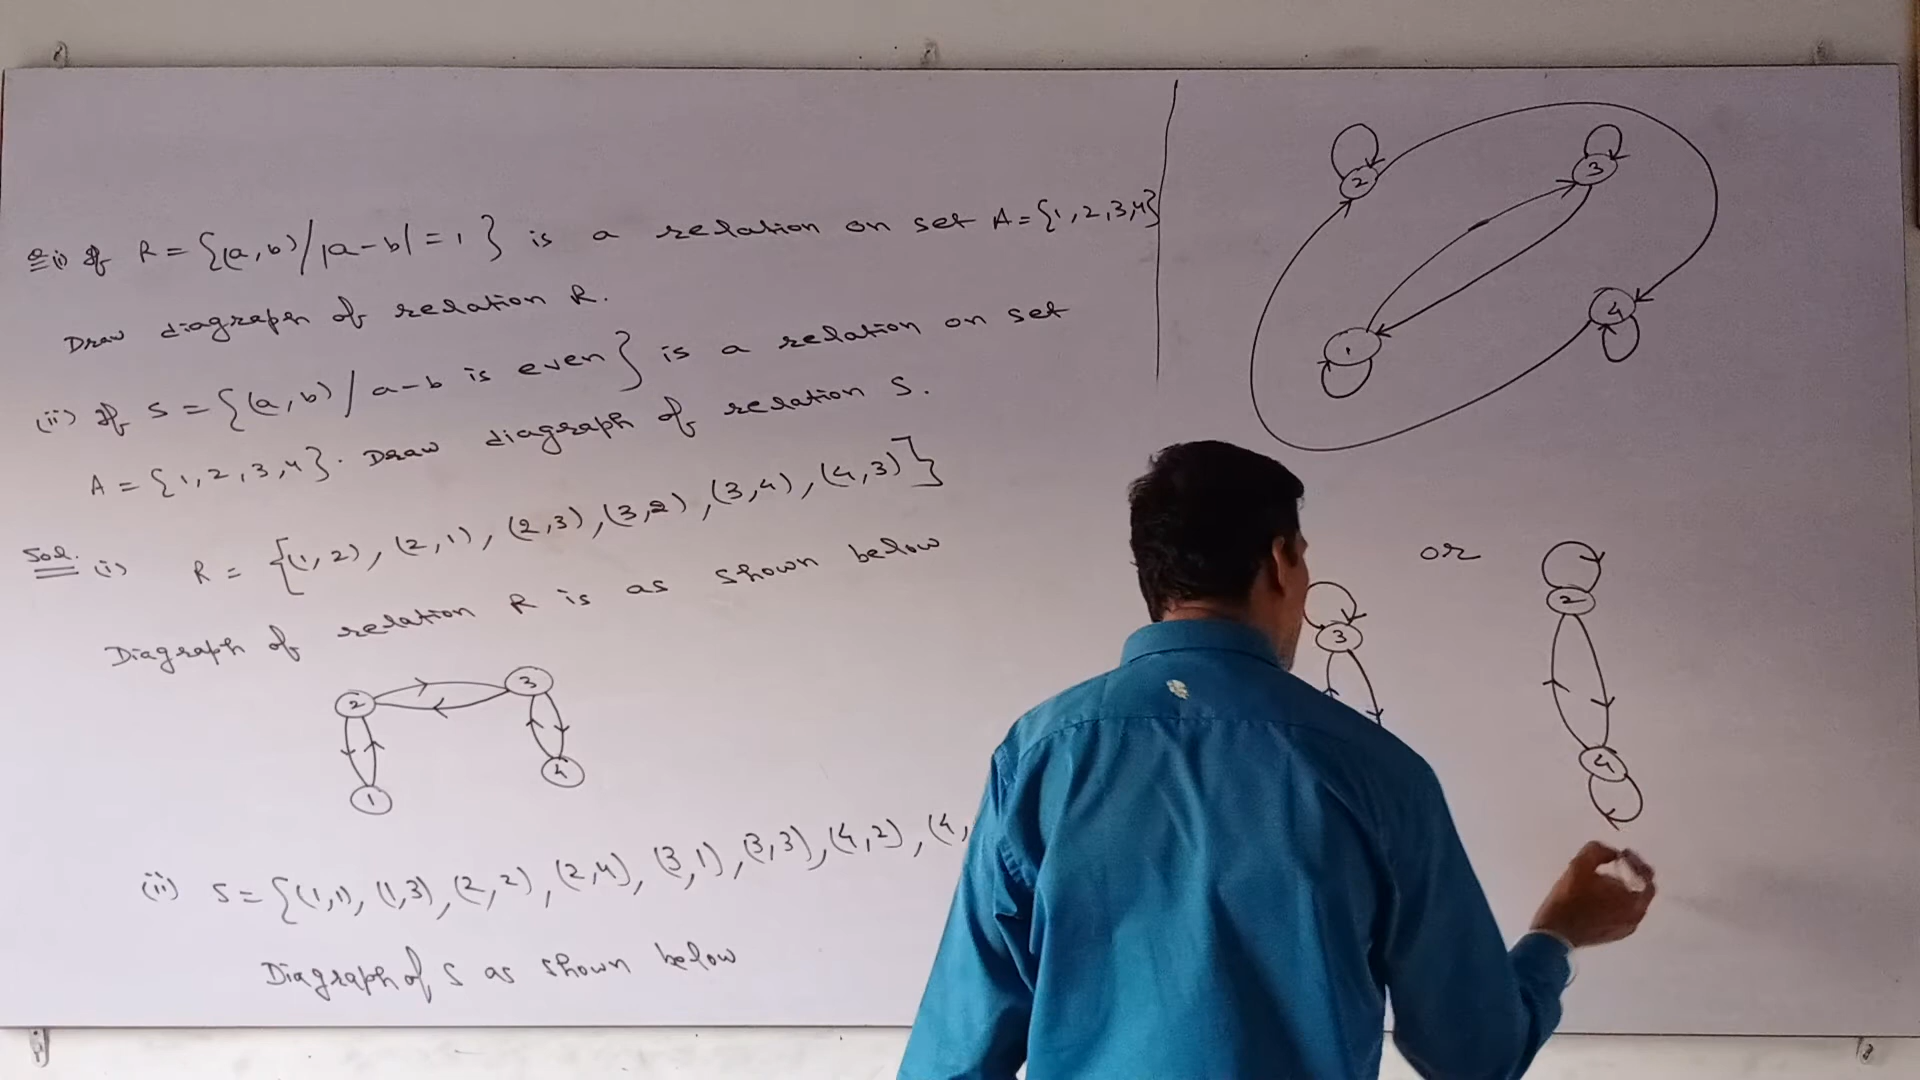 Q (i) If R = {(a,b) / |a-b| = 1} is a relation on set A = {1,2,3,4}
Draw diagraph of relation R.
(ii) If S = {(a,b) / a-b is even} is a relation on set
A = {1,2,3,4}. Draw diagraph of relation S.
Sol. (i) R = {(1,2), (2,1), (2,3), (3,2), (3,4), (4,3)}
Diagraph of relation R is as shown below
2 3
1 4
(ii) S = {(1,1), (1,3), (2,2), (2,4), (3,1), (3,3), (4,2), (4,
Diagraph of S as shown below
2 3
1 4
or
3 2
4